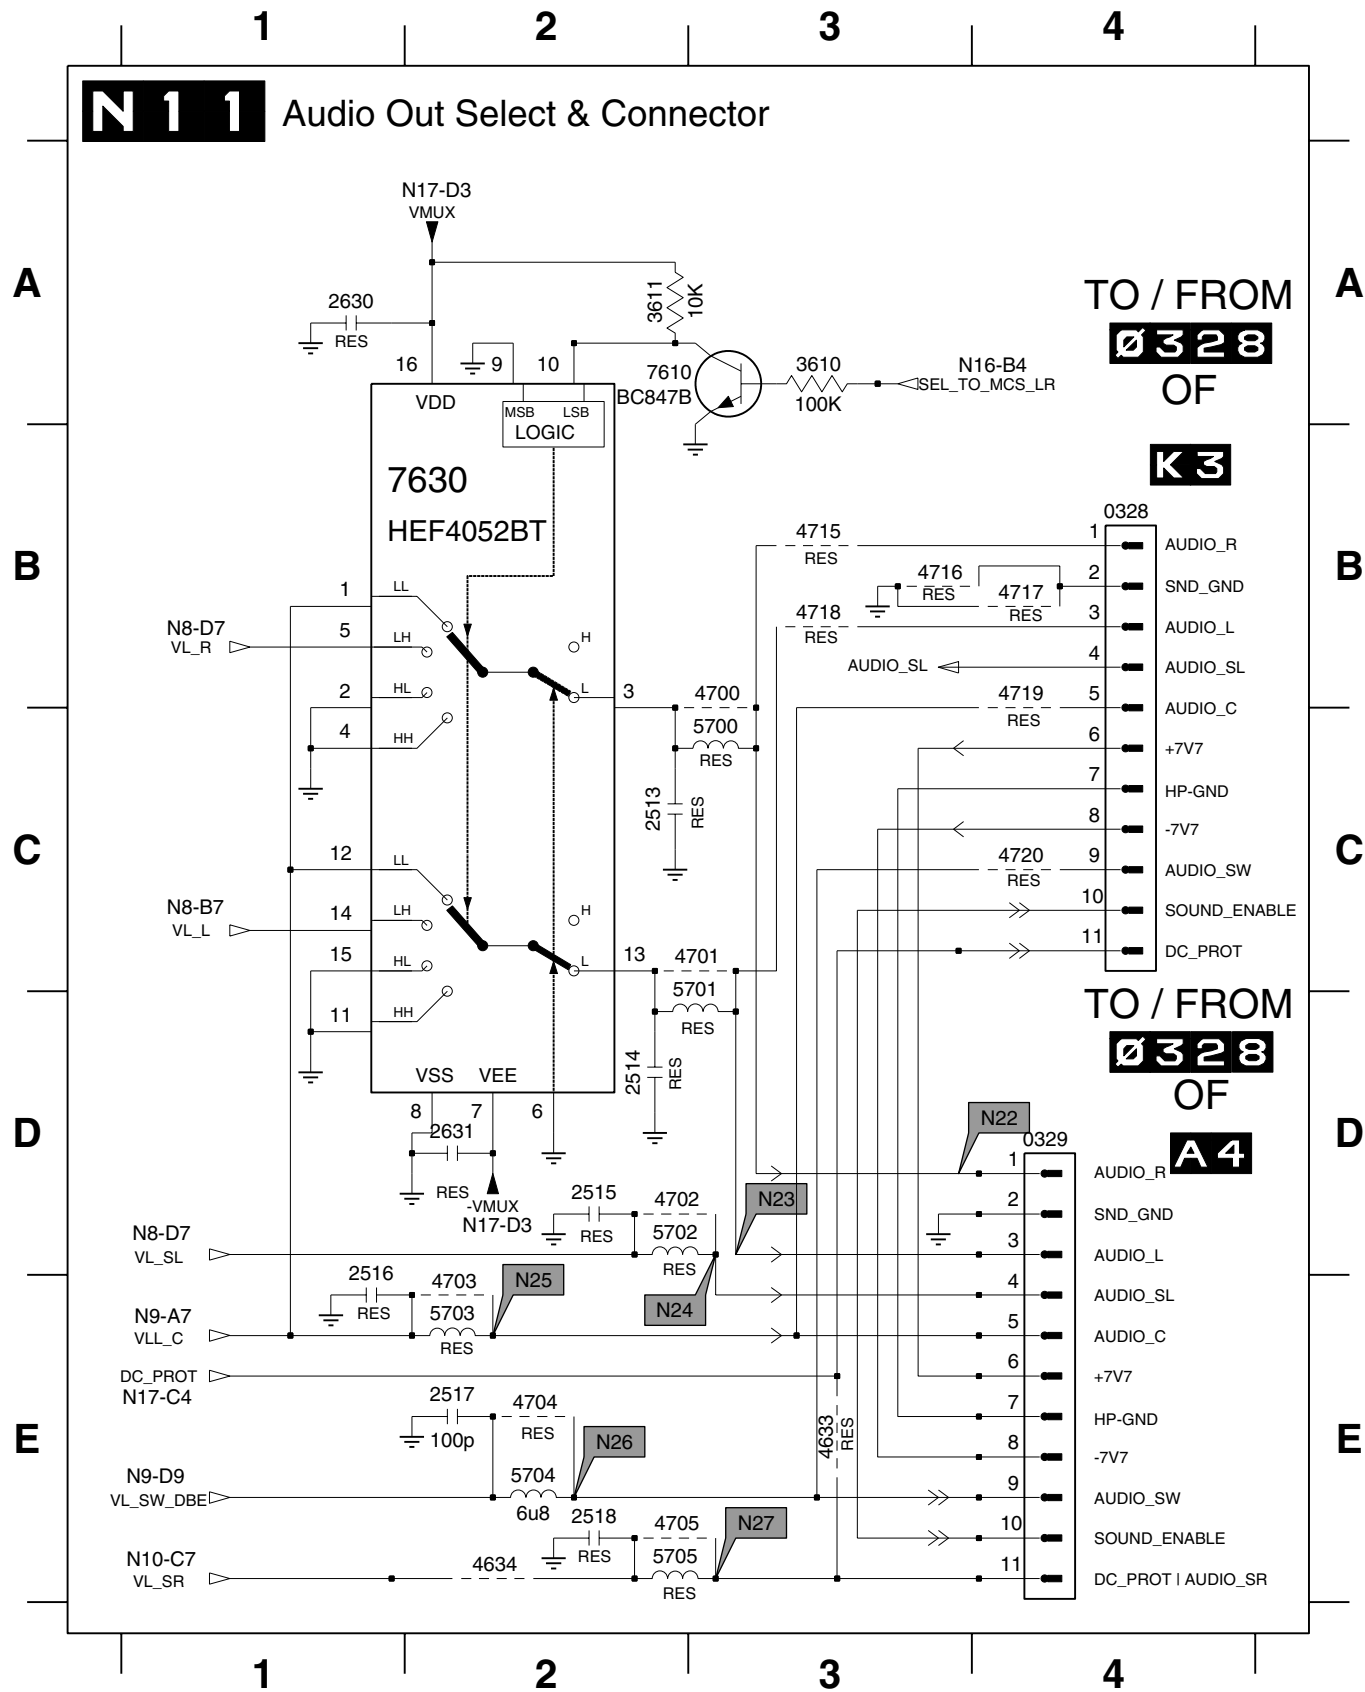 1 2 3 4
N 1 1 Audio Out Select & Connector
N17-D3
VMUX
A
A
TO / FROM
Ø 3 2 8
OF
K 3
2630
RES
3611
10K
16
9
10
7610
BC847B
3610
100K
N16-B4
SEL_TO_MCS_LR
VDD
MSB LSB
LOGIC
7630
HEF4052BT
B
B
0328
4715
RES
1
AUDIO_R
4716
RES
2
SND_GND
4717
RES
4718
RES
3
AUDIO_L
AUDIO_SL
4
AUDIO_SL
4719
RES
5
AUDIO_C
6
+7V7
7
HP-GND
8
-7V7
4720
RES
9
AUDIO_SW
10
SOUND_ENABLE
11
DC_PROT
1
LL
N8-D7
VL_R
5
LH
H
2
HL
L
3
4
HH
4700
5700
RES
2513
RES
C
C
12
LL
N8-B7
VL_L
14
LH
H
15
HL
L
13
11
HH
4701
5701
RES
2514
RES
VSS VEE
8
7
6
D
D
TO / FROM
Ø 3 2 8
OF
A 4
2631
RES
-VMUX
N17-D3
N22
0329
1
AUDIO_R
2
SND_GND
3
AUDIO_L
4
AUDIO_SL
5
AUDIO_C
6
+7V7
7
HP-GND
8
-7V7
9
AUDIO_SW
10
SOUND_ENABLE
11
DC_PROT | AUDIO_SR
2515
RES
4702
5702
RES
N23
N8-D7
VL_SL
N24
2516
RES
4703
5703
RES
N25
N9-A7
VLL_C
DC_PROT
N17-C4
E
E
2517
100p
4704
RES
N26
4633
RES
N9-D9
VL_SW_DBE
5704
6u8
2518
RES
4705
5705
RES
N27
N10-C7
VL_SR
4634
1 2 3 4